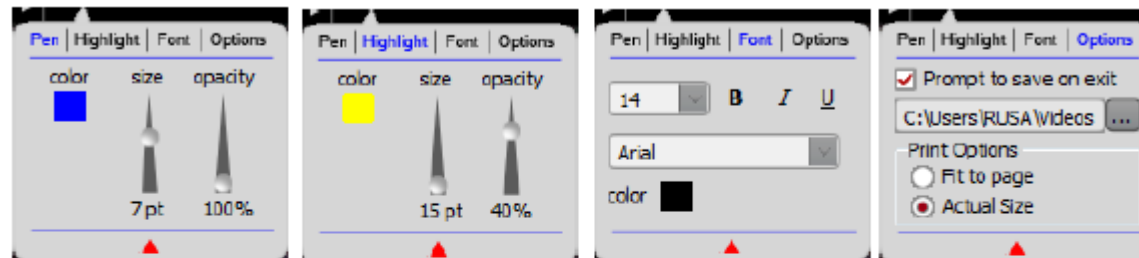 Pen | Highlight | Font | Options
color size opacity
7 pt 100%
Pen | Highlight | Font | Options
color size opacity
15 pt 40%
Pen | Highlight | Font | Options
14 B I U
Arial
color
Pen | Highlight | Font | Options
Prompt to save on exit
C:\Users\RUSA\Videos ...
Print Options
Fit to page
Actual Size